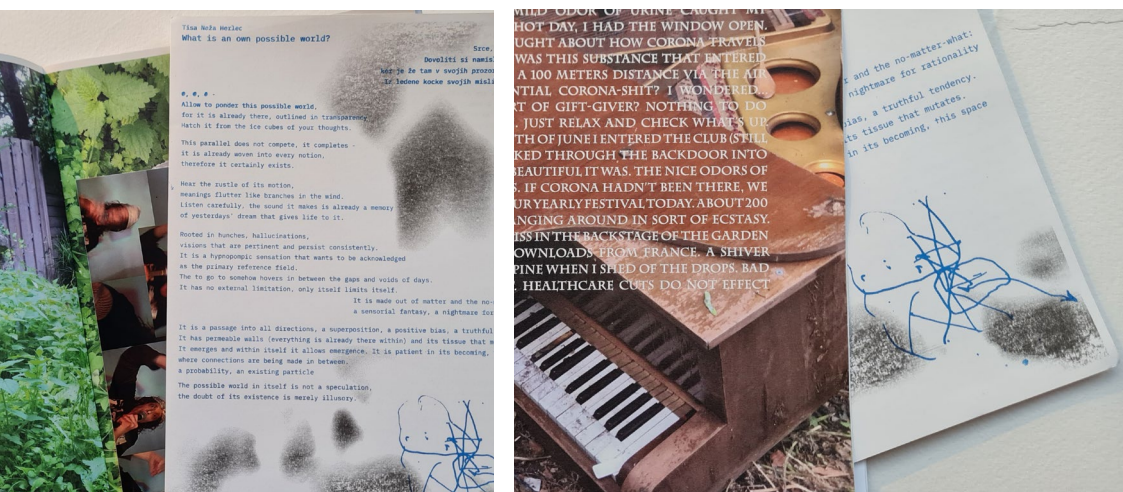 Tisa Neža Herlec
What is an own possible world?
Srce,
Dovoliti si
ker je že tam v svojih
Iz ledene kocke svojih misli
Allow to ponder this possible world,
for it is already there, outlined in transparency
Hatch it from the ice cubes of your thoughts.
This parallel does not compete, it completes -
it is already woven into every notion,
therefore it certainly exists.
Hear the rustle of its motion,
meanings flutter like branches in the wind.
Listen carefully, the sound it makes is already a memory
of yesterdays' dream that gives life to it.
Rooted in hunches, hallucinations,
visions that are pertinent and persist consistently.
It is a hypnopompic sensation that wants to be acknowledged
as the primary reference field.
The to go to somehow hovers in between the gaps and voids of days.
It has no external limitation, only itself limits itself.
It is made out of matter and the no-
a sensorial fantasy, a nightmare for
It is a passage into all directions, a superposition, a positive bias, a truthful
It has permeable walls (everything is already there within) and its tissue that m
It emerges and within itself it allows emergence. It is patient in its becoming,
where connections are being made in between,
a probability, an existing particle
The possible world in itself is not a speculation,
the doubt of its existence is merely illusory.
MILD ODOR OF URINE CAUGHT MY
HOT DAY, I HAD THE WINDOW OPEN.
UGHT ABOUT HOW CORONA TRAVELS
WAS THIS SUBSTANCE THAT ENTERED
A 100 METERS DISTANCE VIA THE AIR
NTIAL CORONA-SHIT? I WONDERED...
RT OF GIFT-GIVER? NOTHING TO DO
. JUST RELAX AND CHECK WHAT'S UP.
TH OF JUNE I ENTERED THE CLUB (STILL
KED THROUGH THE BACKDOOR INTO
BEAUTIFUL IT WAS. THE NICE ODORS OF
S. IF CORONA HADN'T BEEN THERE, WE
UR YEARLY FESTIVAL TODAY. ABOUT 200
ANGING AROUND IN SORT OF ECSTASY.
ISS IN THE BACKSTAGE OF THE GARDEN
OWNLOADS FROM FRANCE. A SHIVER
PINE WHEN I SHED OF THE DROPS. BAD
. HEALTHCARE CUTS DO NOT EFFECT
r and the no-matter-what:
nightmare for rationality
bias, a truthful tendency.
its tissue that mutates.
in its becoming, this space